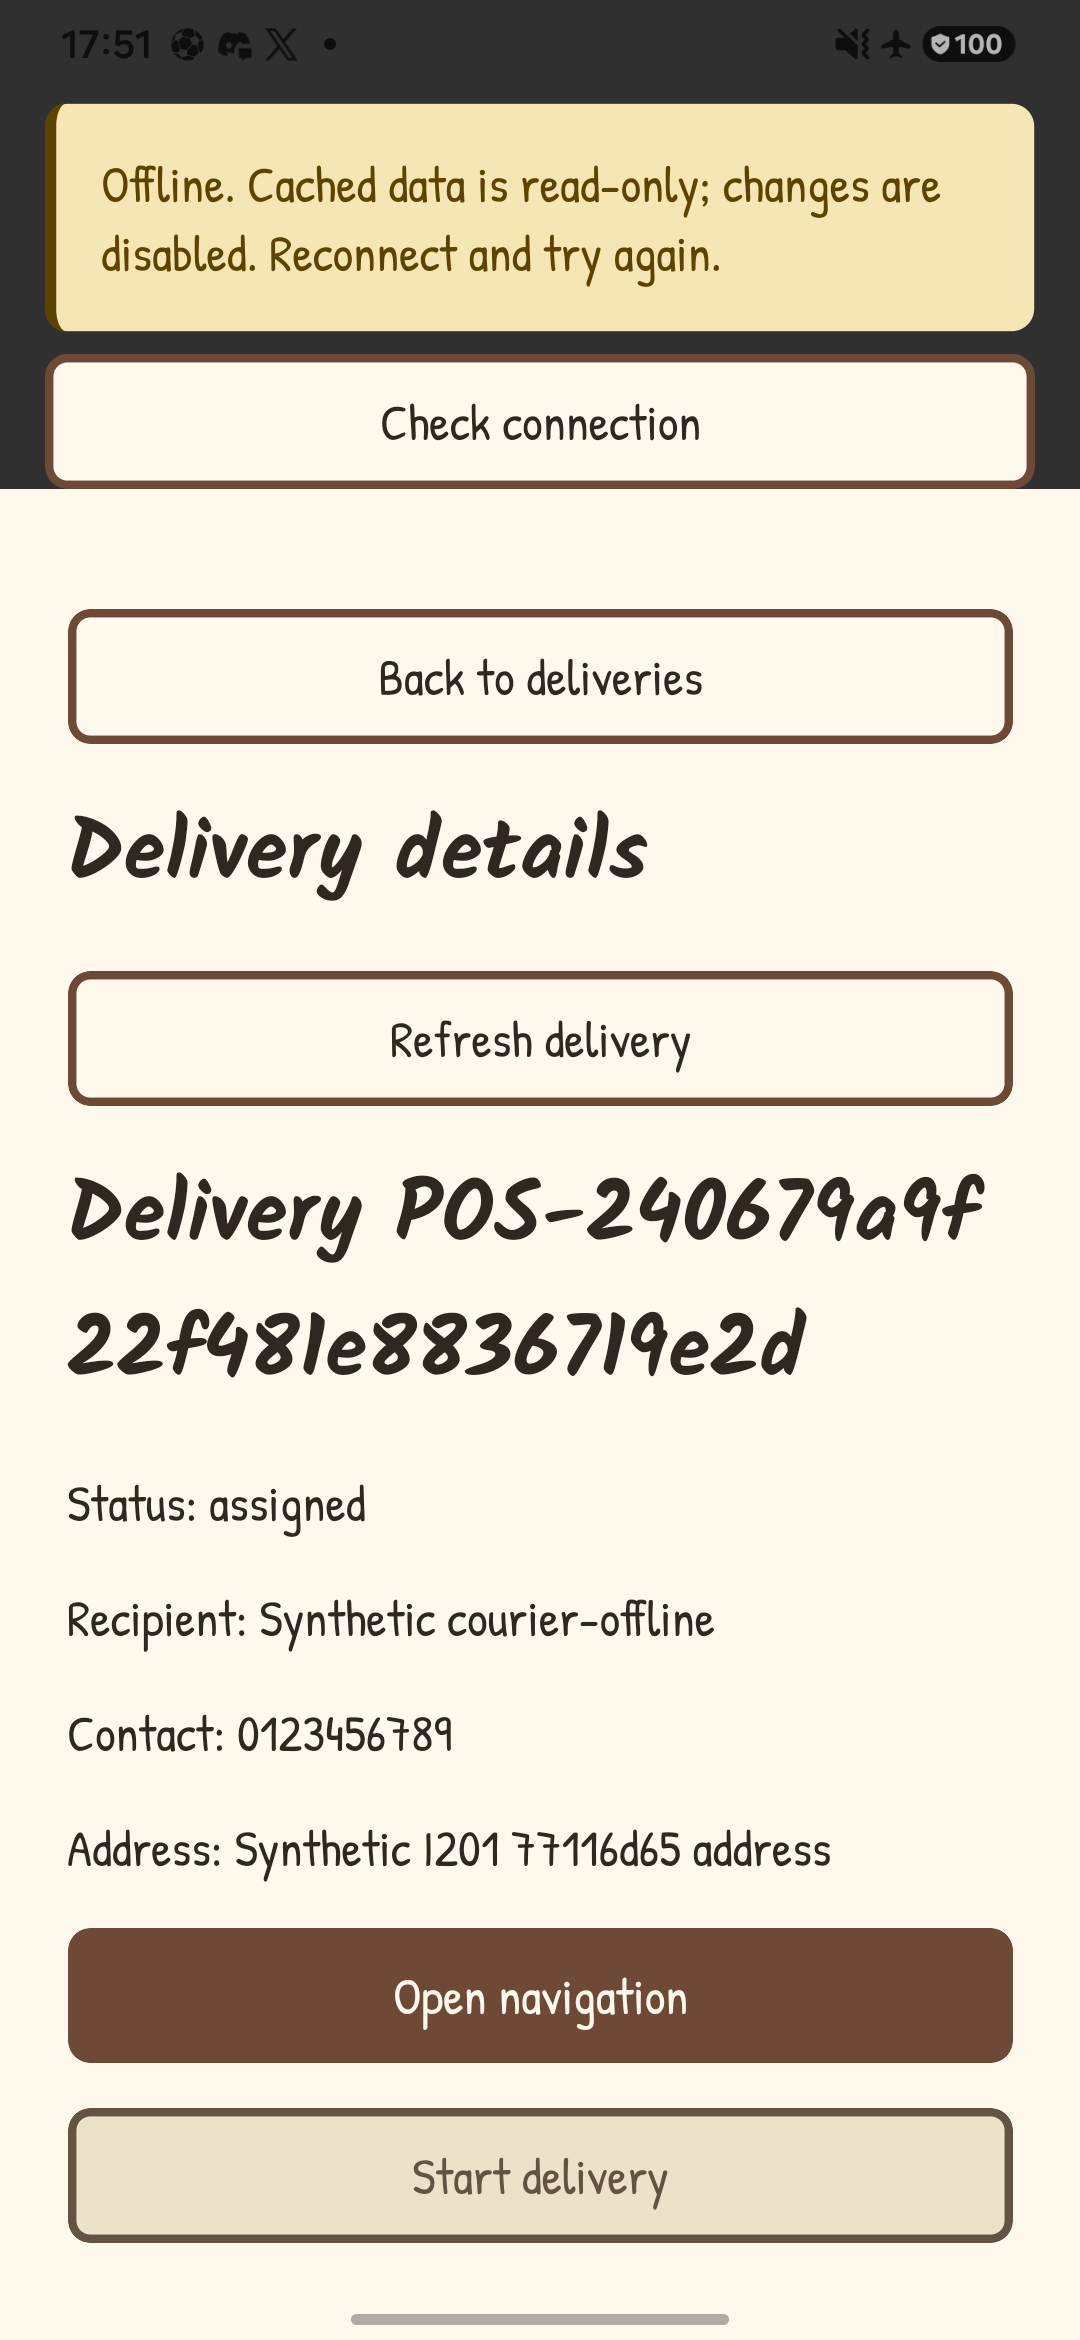 17:51
100
Offline. Cached data is read-only; changes are
disabled. Reconnect and try again.
Check connection
Back to deliveries
Delivery details
Refresh delivery
Delivery POS-240679a9f
22f481e8836719e2d
Status: assigned
Recipient: Synthetic courier-offline
Contact: 0123456789
Address: Synthetic 1201 77116d65 address
Open navigation
Start delivery